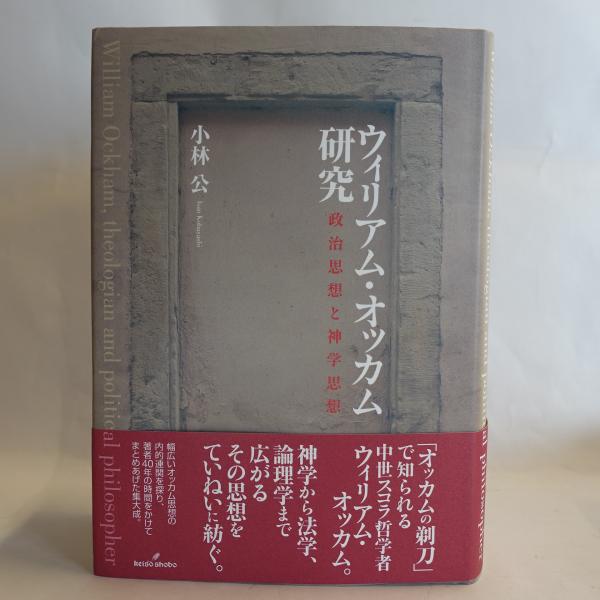 ウィリアム・オッカム
研究
政治思想と神学思想
小林 公
Isao Kobayashi
William Ockham, theologian and political philosopher
「オッカムの剃刀」
で知られる
中世スコラ哲学者
ウィリアム・
オッカム。
神学から法学、
論理学まで
広がる
その思想を
ていねいに紡ぐ。
幅広いオッカム思想の
内的連関を探り、
著者40年の時間をかけて
まとめあげた集大成。
keiso shobo